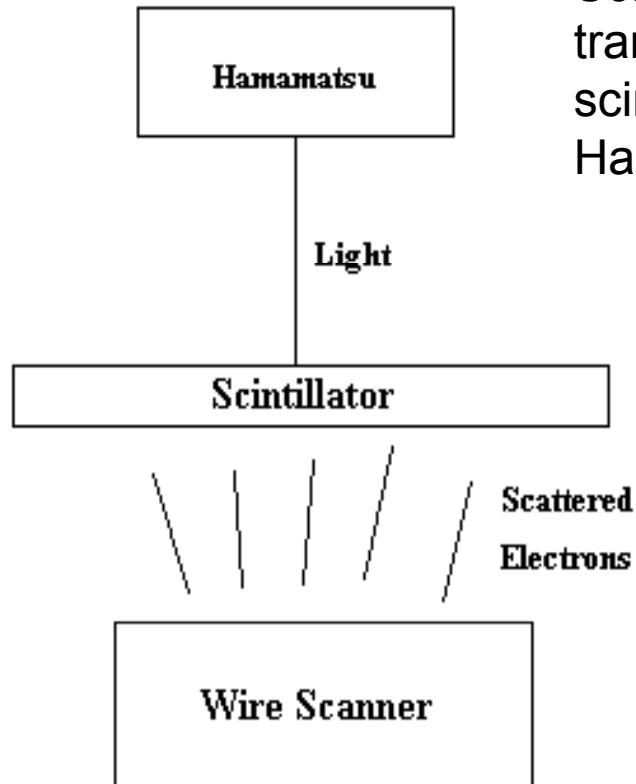 Hamamatsu
Light
Scintillator
Scattered
Electrons
Wire Scanner